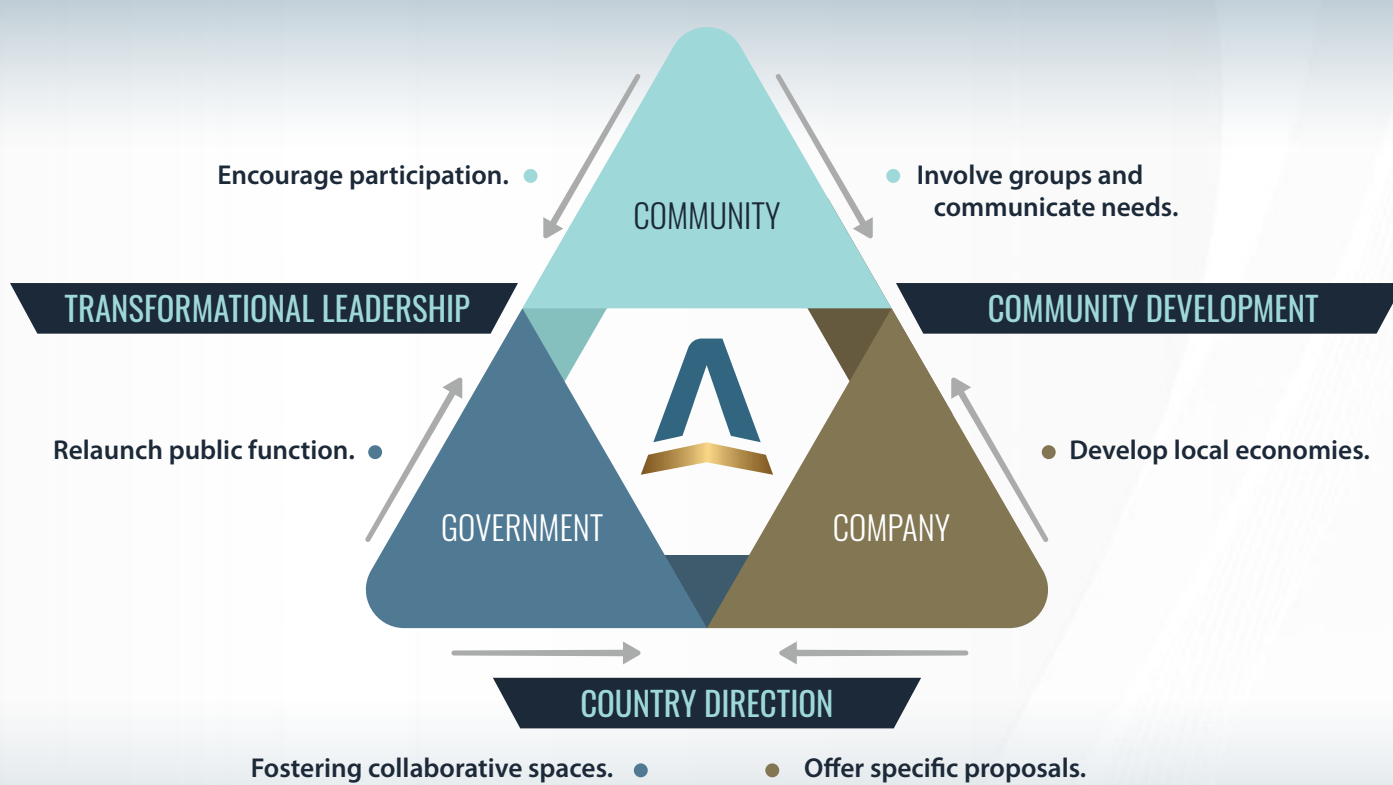 Encourage participation.
Involve groups and
communicate needs.
COMMUNITY
TRANSFORMATIONAL LEADERSHIP
COMMUNITY DEVELOPMENT
Relaunch public function.
Develop local economies.
GOVERNMENT
COMPANY
COUNTRY DIRECTION
Fostering collaborative spaces.
Offer specific proposals.